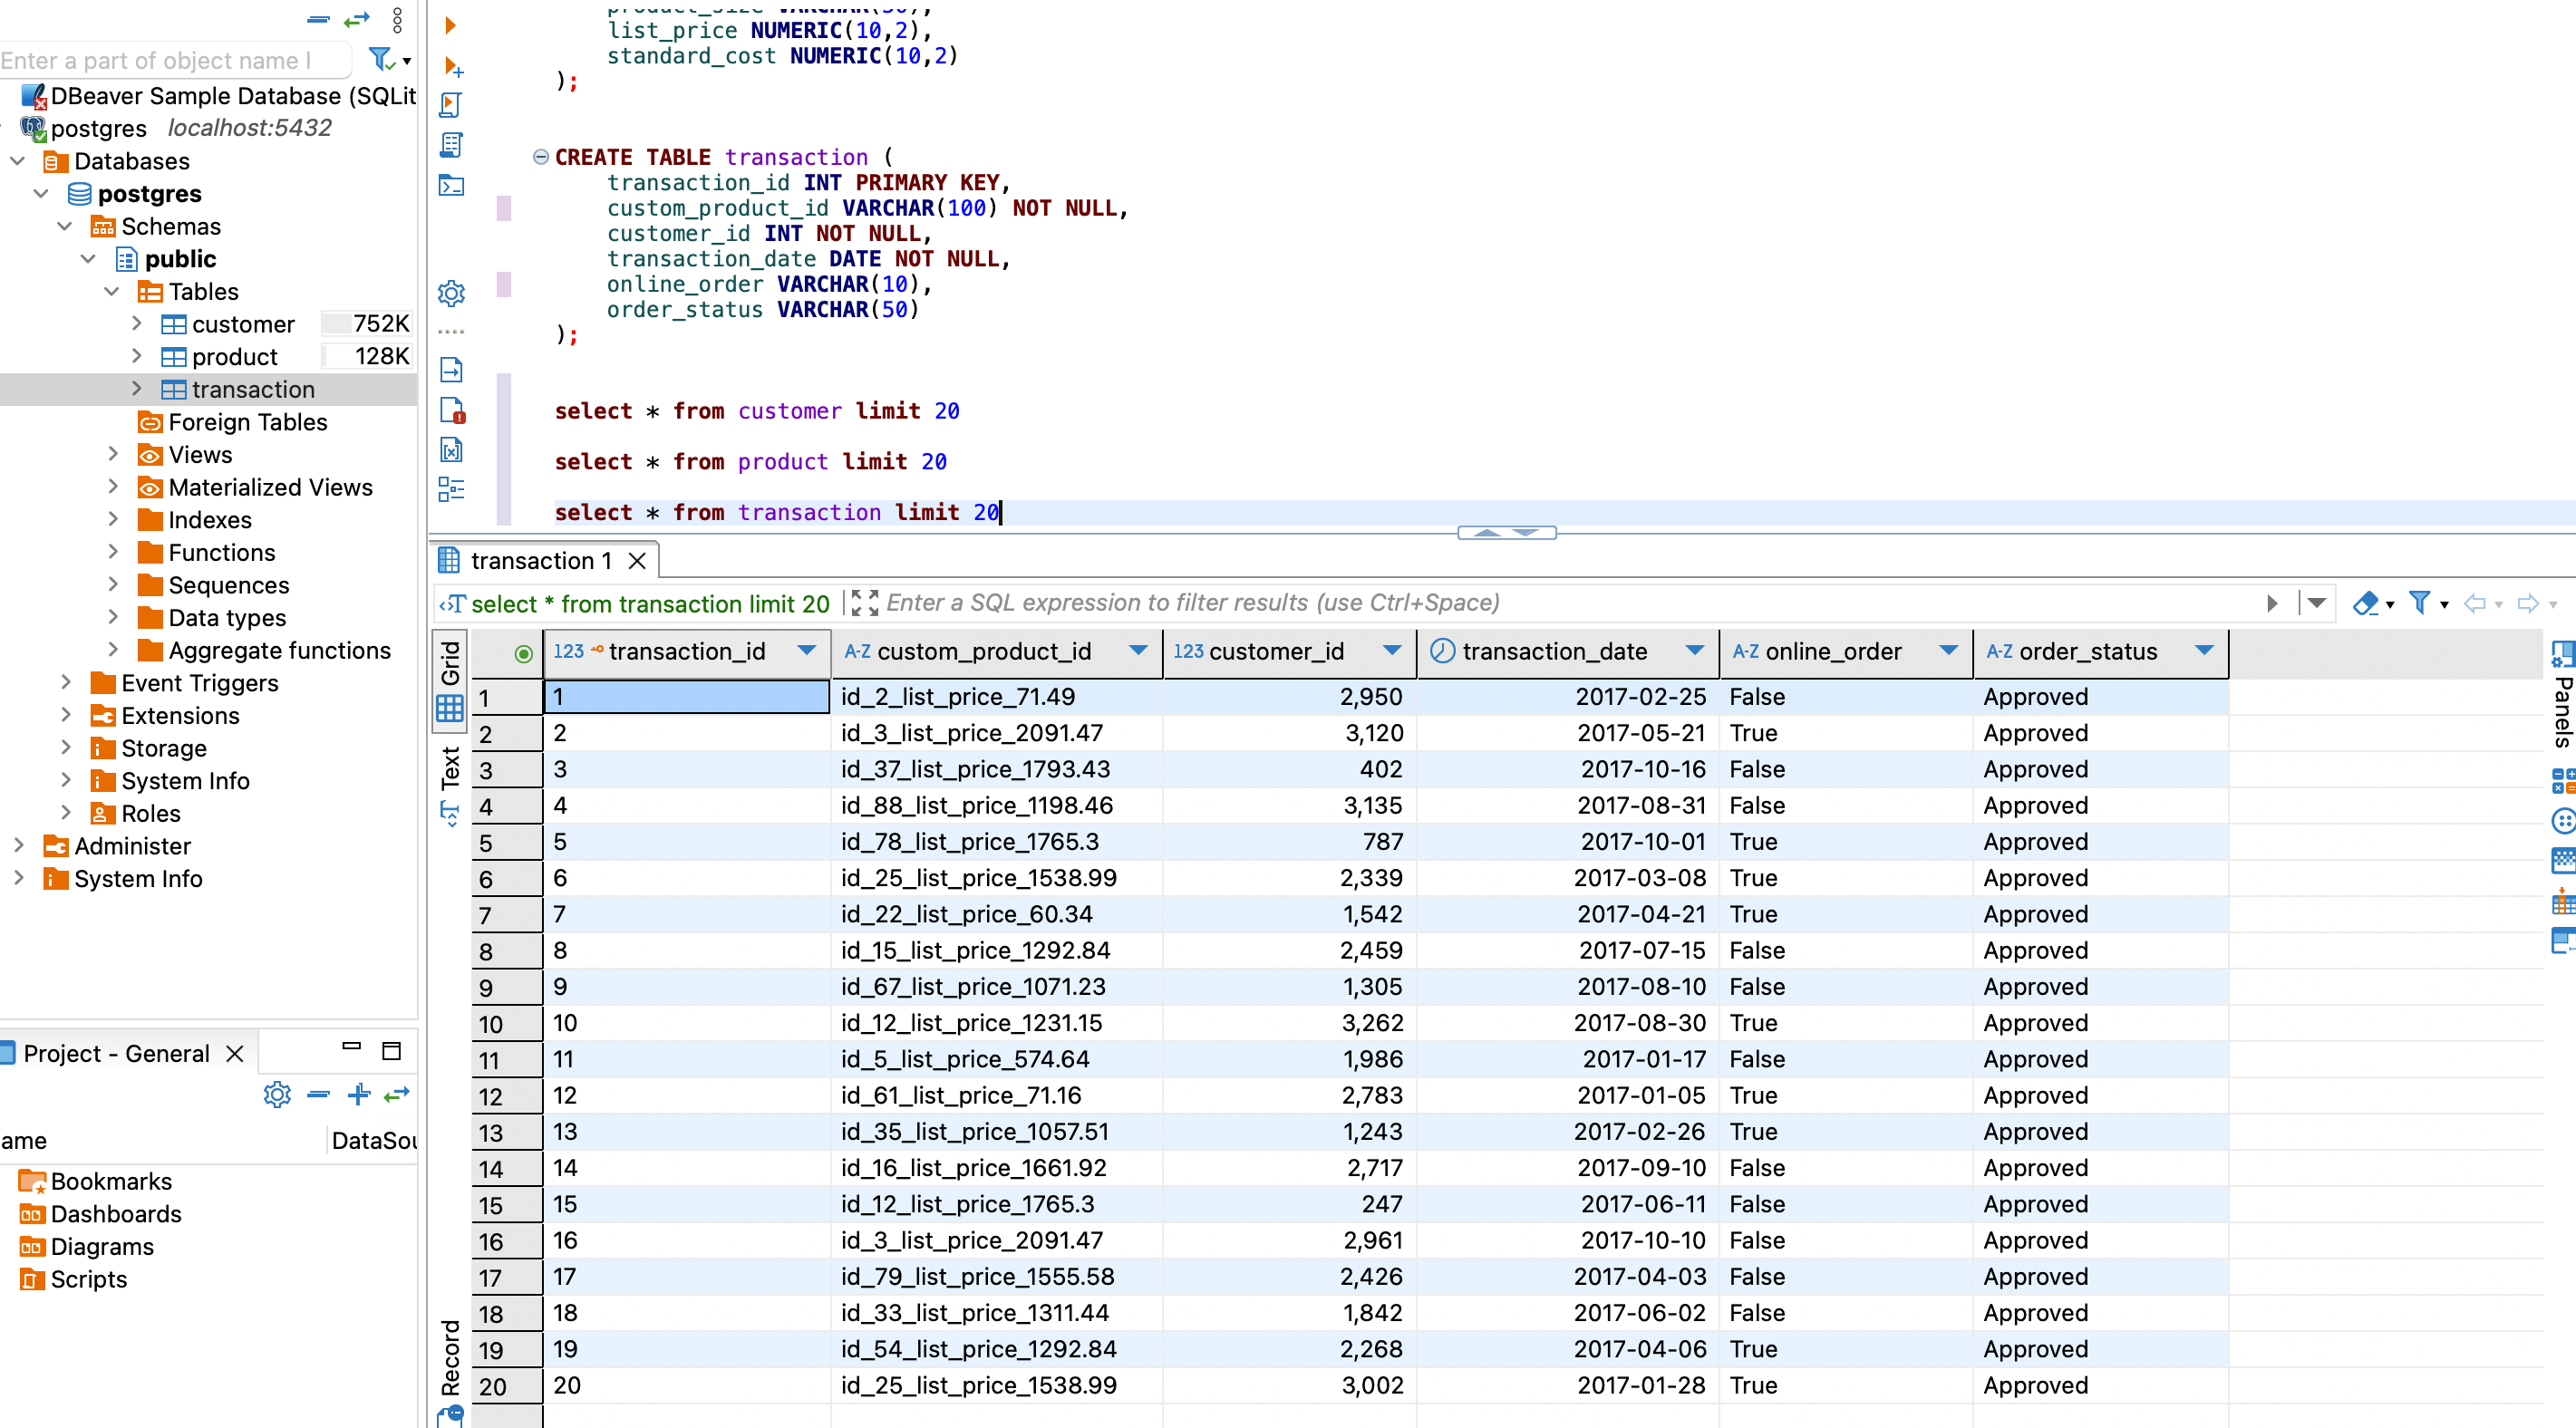 Enter a part of object name
DBeaver Sample Database (SQLit
postgres localhost:5432
Databases
postgres
Schemas
public
Tables
customer 752K
product 128K
transaction
Foreign Tables
Views
Materialized Views
Indexes
Functions
Sequences
Data types
Aggregate functions
Event Triggers
Extensions
Storage
System Info
Roles
Administer
System Info
Project - General
ame DataSou
Bookmarks
Dashboards
Diagrams
Scripts
product_size VARCHAR(50),
list_price NUMERIC(10,2),
standard_cost NUMERIC(10,2)
);
CREATE TABLE transaction (
transaction_id INT PRIMARY KEY,
custom_product_id VARCHAR(100) NOT NULL,
customer_id INT NOT NULL,
transaction_date DATE NOT NULL,
online_order VARCHAR(10),
order_status VARCHAR(50)
);
select * from customer limit 20
select * from product limit 20
select * from transaction limit 20
transaction 1
select * from transaction limit 20 Enter a SQL expression to filter results (use Ctrl+Space)
Grid
Text
Record
123 transaction_id A-Z custom_product_id 123 customer_id transaction_date A-Z online_order A-Z order_status
1 1 id_2_list_price_71.49 2,950 2017-02-25 False Approved
2 2 id_3_list_price_2091.47 3,120 2017-05-21 True Approved
3 3 id_37_list_price_1793.43 402 2017-10-16 False Approved
4 4 id_88_list_price_1198.46 3,135 2017-08-31 False Approved
5 5 id_78_list_price_1765.3 787 2017-10-01 True Approved
6 6 id_25_list_price_1538.99 2,339 2017-03-08 True Approved
7 7 id_22_list_price_60.34 1,542 2017-04-21 True Approved
8 8 id_15_list_price_1292.84 2,459 2017-07-15 False Approved
9 9 id_67_list_price_1071.23 1,305 2017-08-10 False Approved
10 10 id_12_list_price_1231.15 3,262 2017-08-30 True Approved
11 11 id_5_list_price_574.64 1,986 2017-01-17 False Approved
12 12 id_61_list_price_71.16 2,783 2017-01-05 True Approved
13 13 id_35_list_price_1057.51 1,243 2017-02-26 True Approved
14 14 id_16_list_price_1661.92 2,717 2017-09-10 False Approved
15 15 id_12_list_price_1765.3 247 2017-06-11 False Approved
16 16 id_3_list_price_2091.47 2,961 2017-10-10 False Approved
17 17 id_79_list_price_1555.58 2,426 2017-04-03 False Approved
18 18 id_33_list_price_1311.44 1,842 2017-06-02 False Approved
19 19 id_54_list_price_1292.84 2,268 2017-04-06 True Approved
20 20 id_25_list_price_1538.99 3,002 2017-01-28 True Approved
Panels